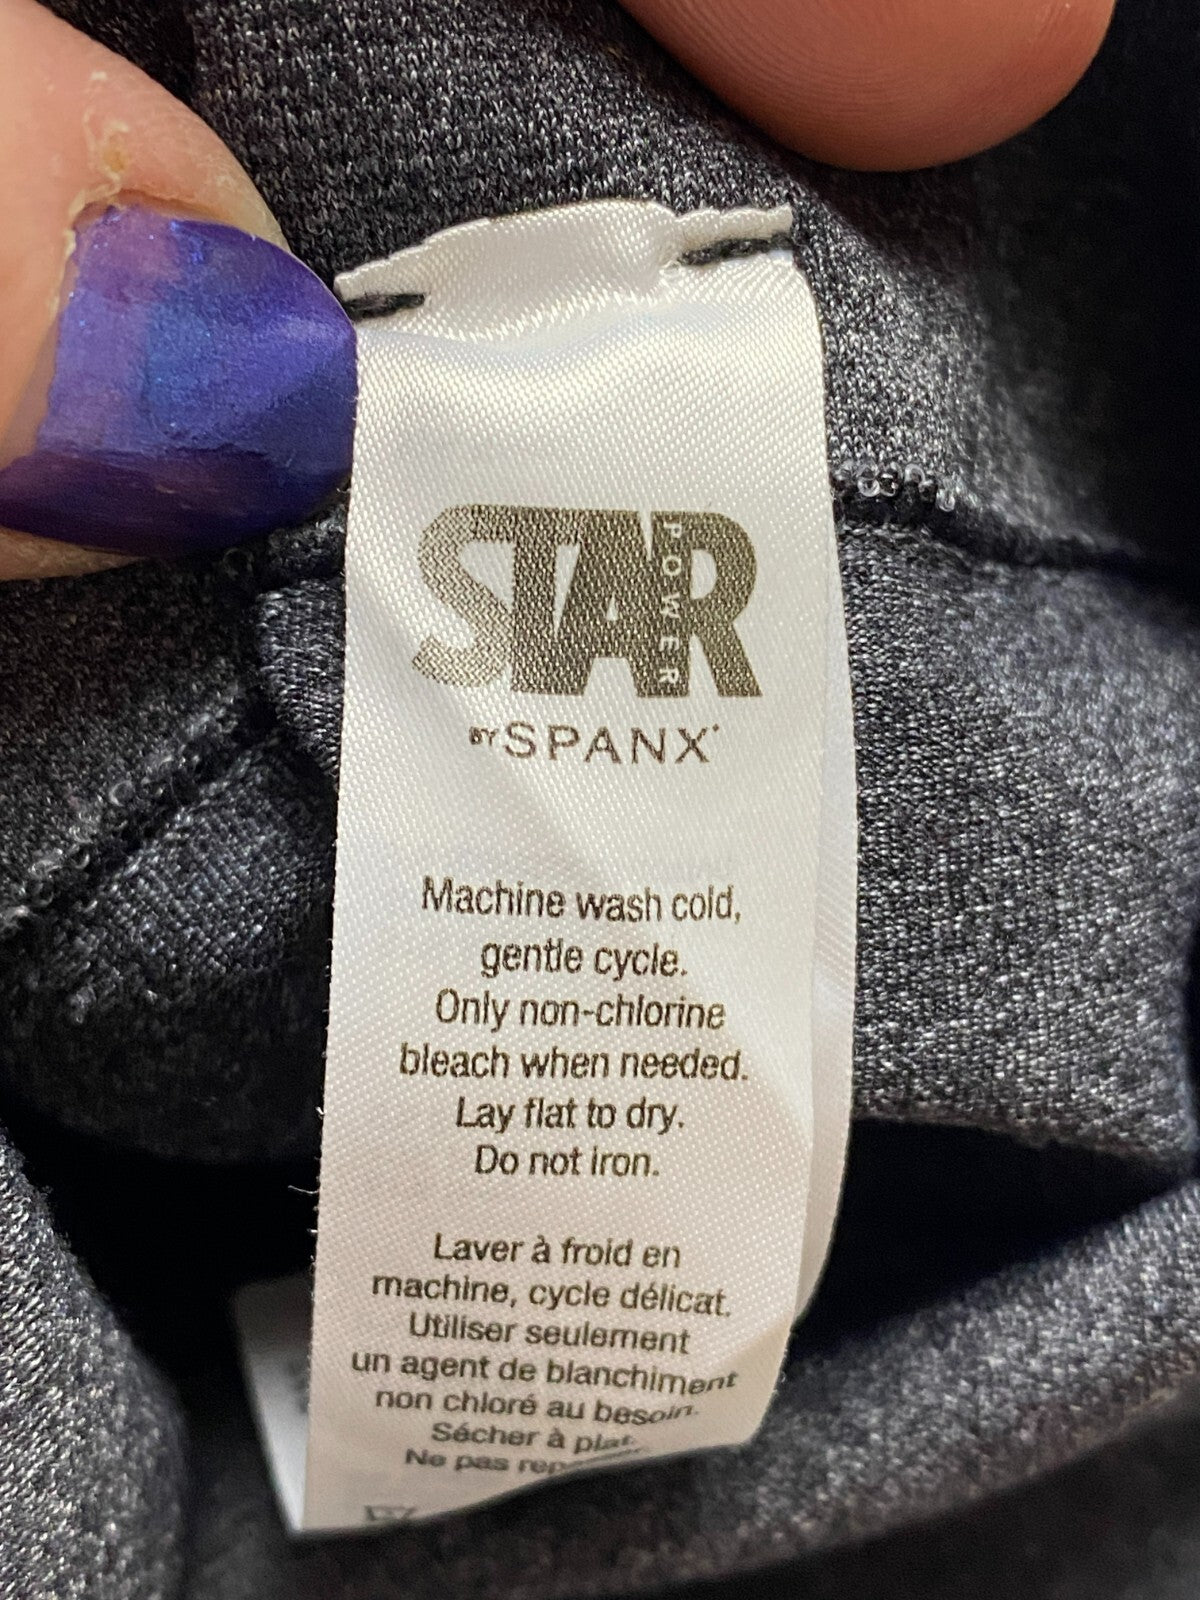 STAR POWER
BY SPANX
Machine wash cold,
gentle cycle.
Only non-chlorine
bleach when needed.
Lay flat to dry.
Do not iron.
Laver à froid en
machine, cycle délicat.
Utiliser seulement
un agent de blanchiment
non chloré au besoin.
Sécher à plat.
Ne pas